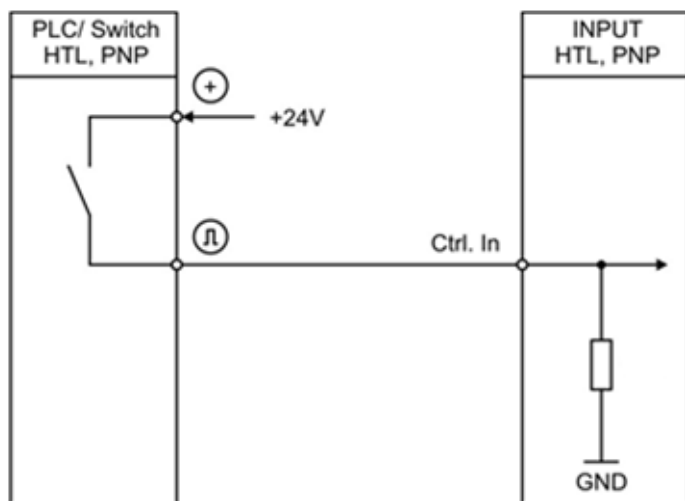 PLC/ Switch
HTL, PNP
INPUT
HTL, PNP
+
+24V
Ctrl. In
GND